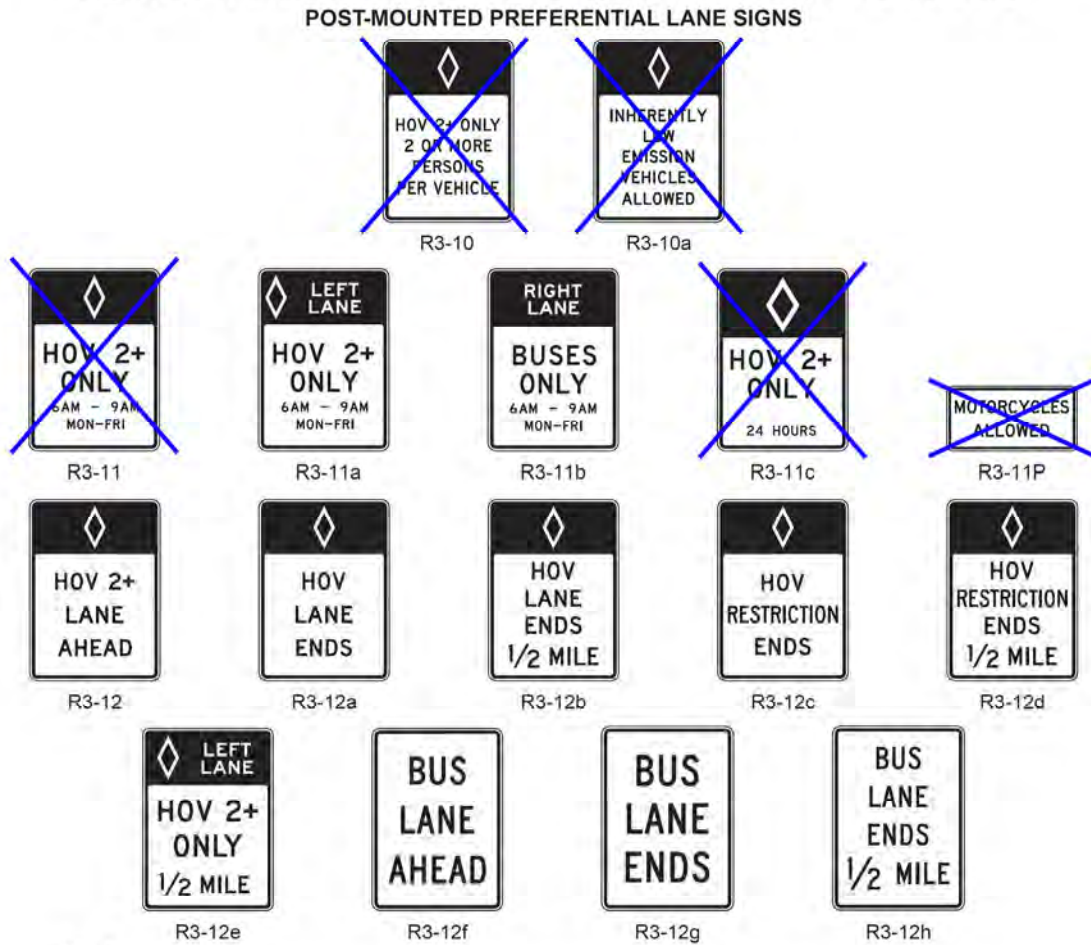 POST-MOUNTED PREFERENTIAL LANE SIGNS
HOV 2+ ONLY
2 OR MORE
PERSONS
PER VEHICLE
R3-10
INHERENTLY
LOW
EMISSION
VEHICLES
ALLOWED
R3-10a
HOV 2+
ONLY
6AM – 9AM
MON-FRI
R3-11
LEFT
LANE
HOV 2+
ONLY
6AM – 9AM
MON-FRI
R3-11a
RIGHT
LANE
BUSES
ONLY
6AM – 9AM
MON-FRI
R3-11b
HOV 2+
ONLY
24 HOURS
R3-11c
MOTORCYCLES
ALLOWED
R3-11P
HOV 2+
LANE
AHEAD
R3-12
HOV
LANE
ENDS
R3-12a
HOV
LANE
ENDS
1/2 MILE
R3-12b
HOV
RESTRICTION
ENDS
R3-12c
HOV
RESTRICTION
ENDS
1/2 MILE
R3-12d
LEFT
LANE
HOV 2+
ONLY
1/2 MILE
R3-12e
BUS
LANE
AHEAD
R3-12f
BUS
LANE
ENDS
R3-12g
BUS
LANE
ENDS
1/2 MILE
R3-12h